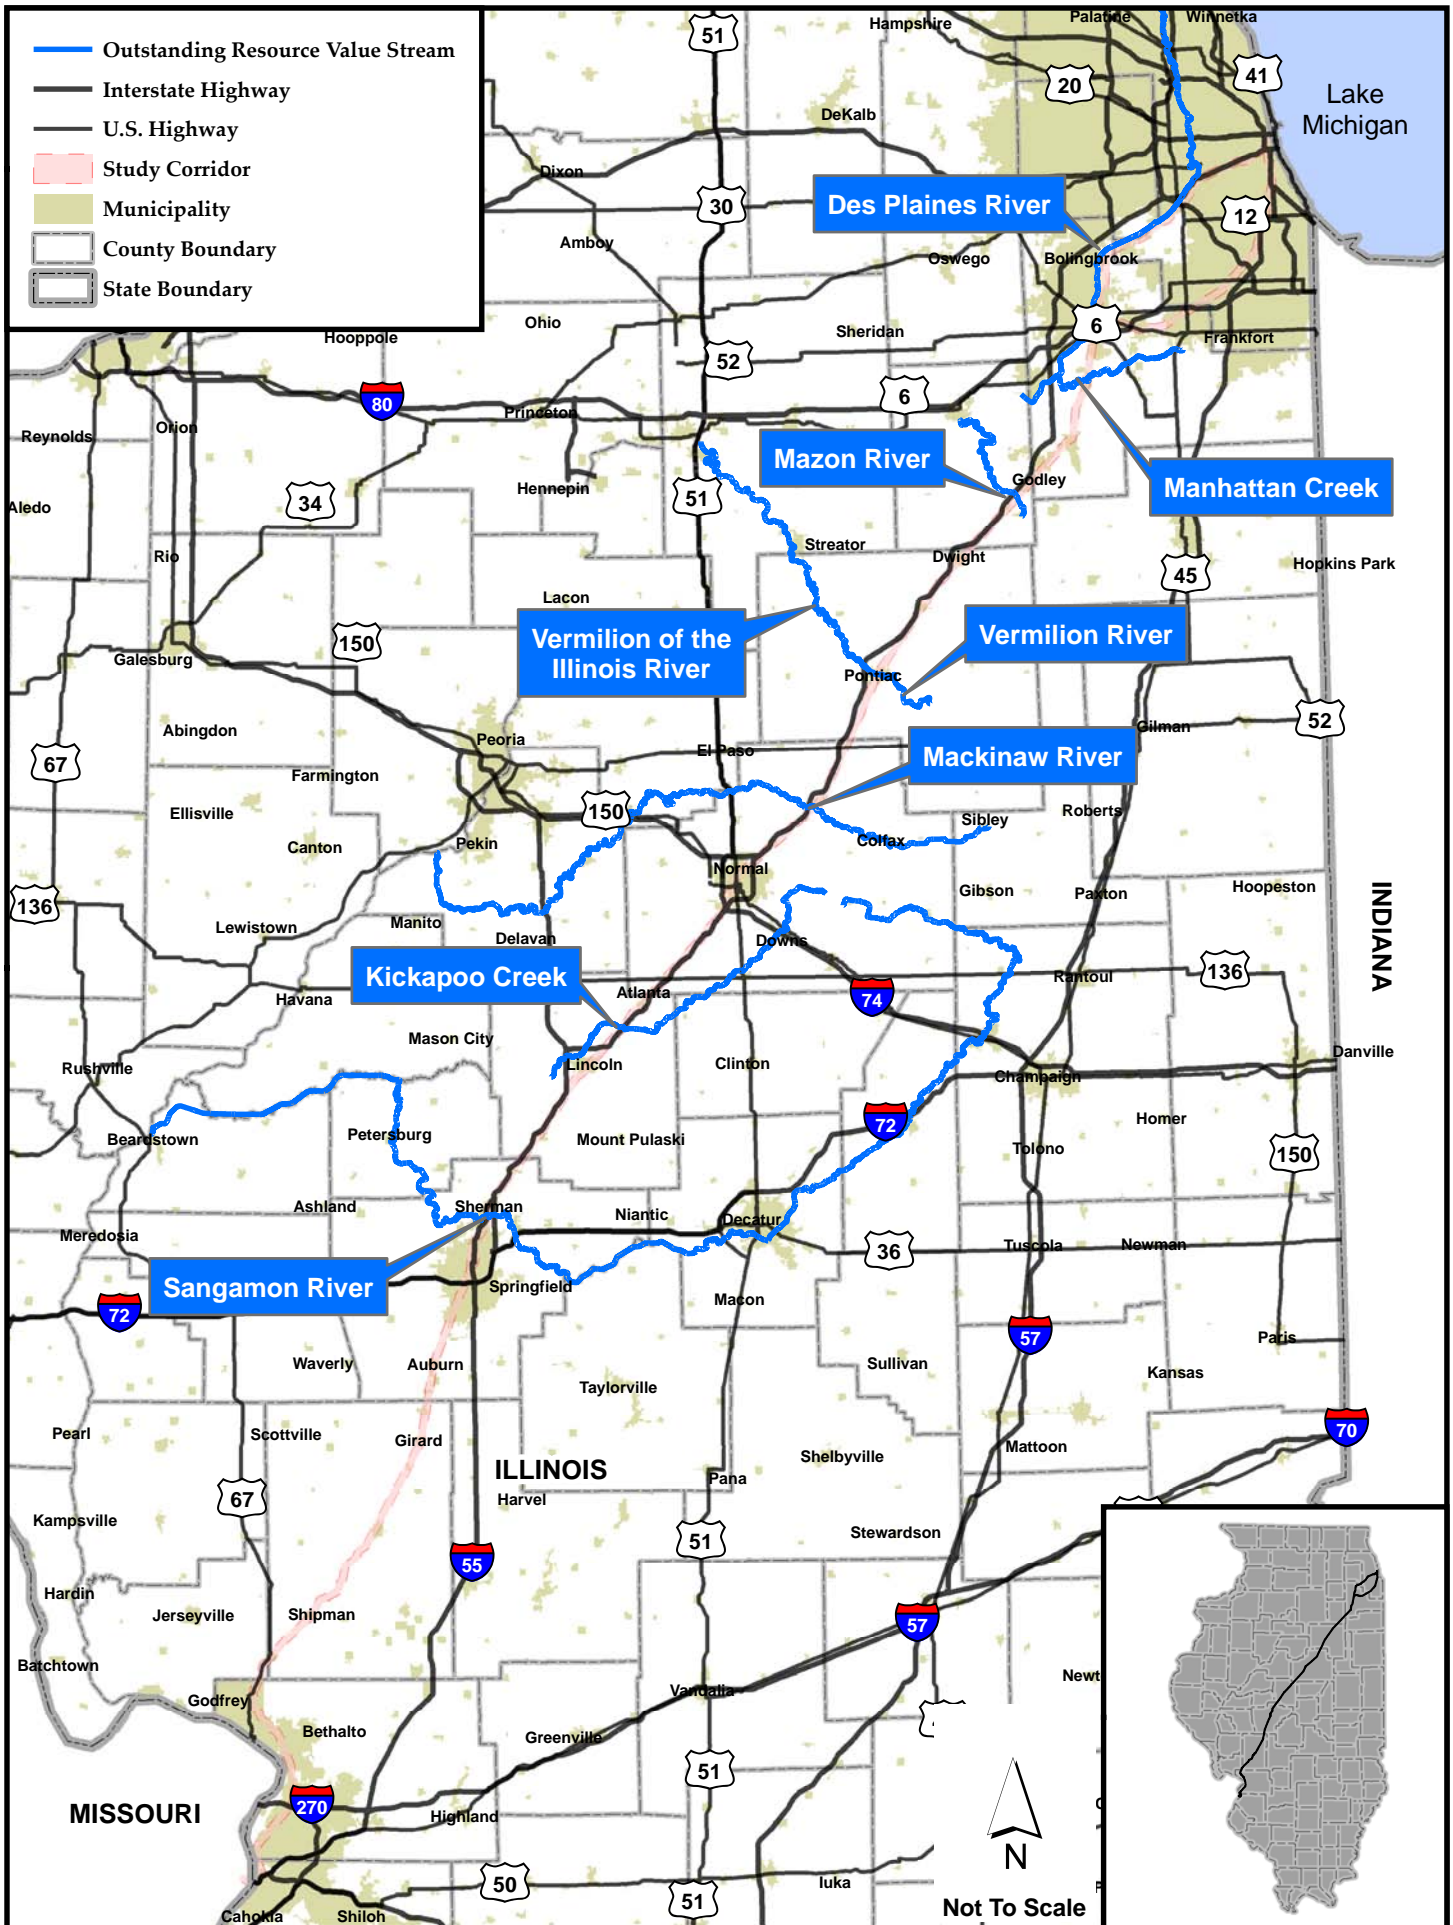 Outstanding Resource Value Stream
Interstate Highway
U.S. Highway
Study Corridor
Municipality
County Boundary
State Boundary
51
Hampshire
Palatine
Winnetka
20
41
Lake
Michigan
DeKalb
Dixon
30
Des Plaines River
12
Amboy
Oswego
Bolingbrook
Ohio
Hooppole
Sheridan
6
Frankfort
52
80
6
Princeton
Reynolds
Orion
Mazon River
Godley
Manhattan Creek
Hennepin
51
34
Aledo
Streator
Dwight
Rio
45
Hopkins Park
Lacon
150
Vermilion of the
Illinois River
Vermilion River
Galesburg
Pontiac
Abingdon
Gilman
52
Peoria
El Paso
67
Mackinaw River
Farmington
Ellisville
150
Sibley
Roberts
Canton
Pekin
Colfax
Normal
136
Gibson
Paxton
Hoopeston
INDIANA
Lewistown
Manito
Delavan
Downs
Kickapoo Creek
Atlanta
74
Rantoul
136
Havana
Mason City
Rushville
Lincoln
Clinton
Champaign
Danville
72
Homer
Beardstown
Petersburg
Mount Pulaski
Tolono
150
Ashland
Sherman
Niantic
Decatur
Meredosia
36
Tuscola
Newman
Sangamon River
Springfield
Macon
72
57
Paris
Waverly
Auburn
Sullivan
Kansas
Taylorville
Pearl
Scottville
Girard
70
Mattoon
Shelbyville
ILLINOIS
Pana
Harvel
67
Kampsville
51
Stewardson
55
Hardin
Jerseyville
Shipman
57
Batchtown
Newt
Vandalia
Godfrey
Bethalto
Greenville
51
270
MISSOURI
Highland
N
50
Iuka
51
Not To Scale
Cahokia
Shiloh